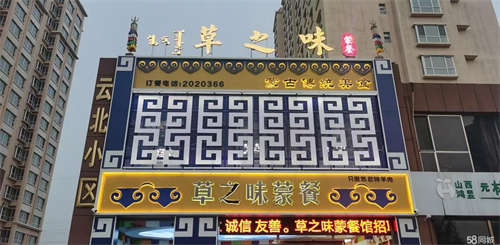 草之味
蒙餐
订餐电话:2020366
蒙古传统美食
云北小区
草之味蒙餐
诚信 友善。草之味蒙餐馆招
山西
58同城